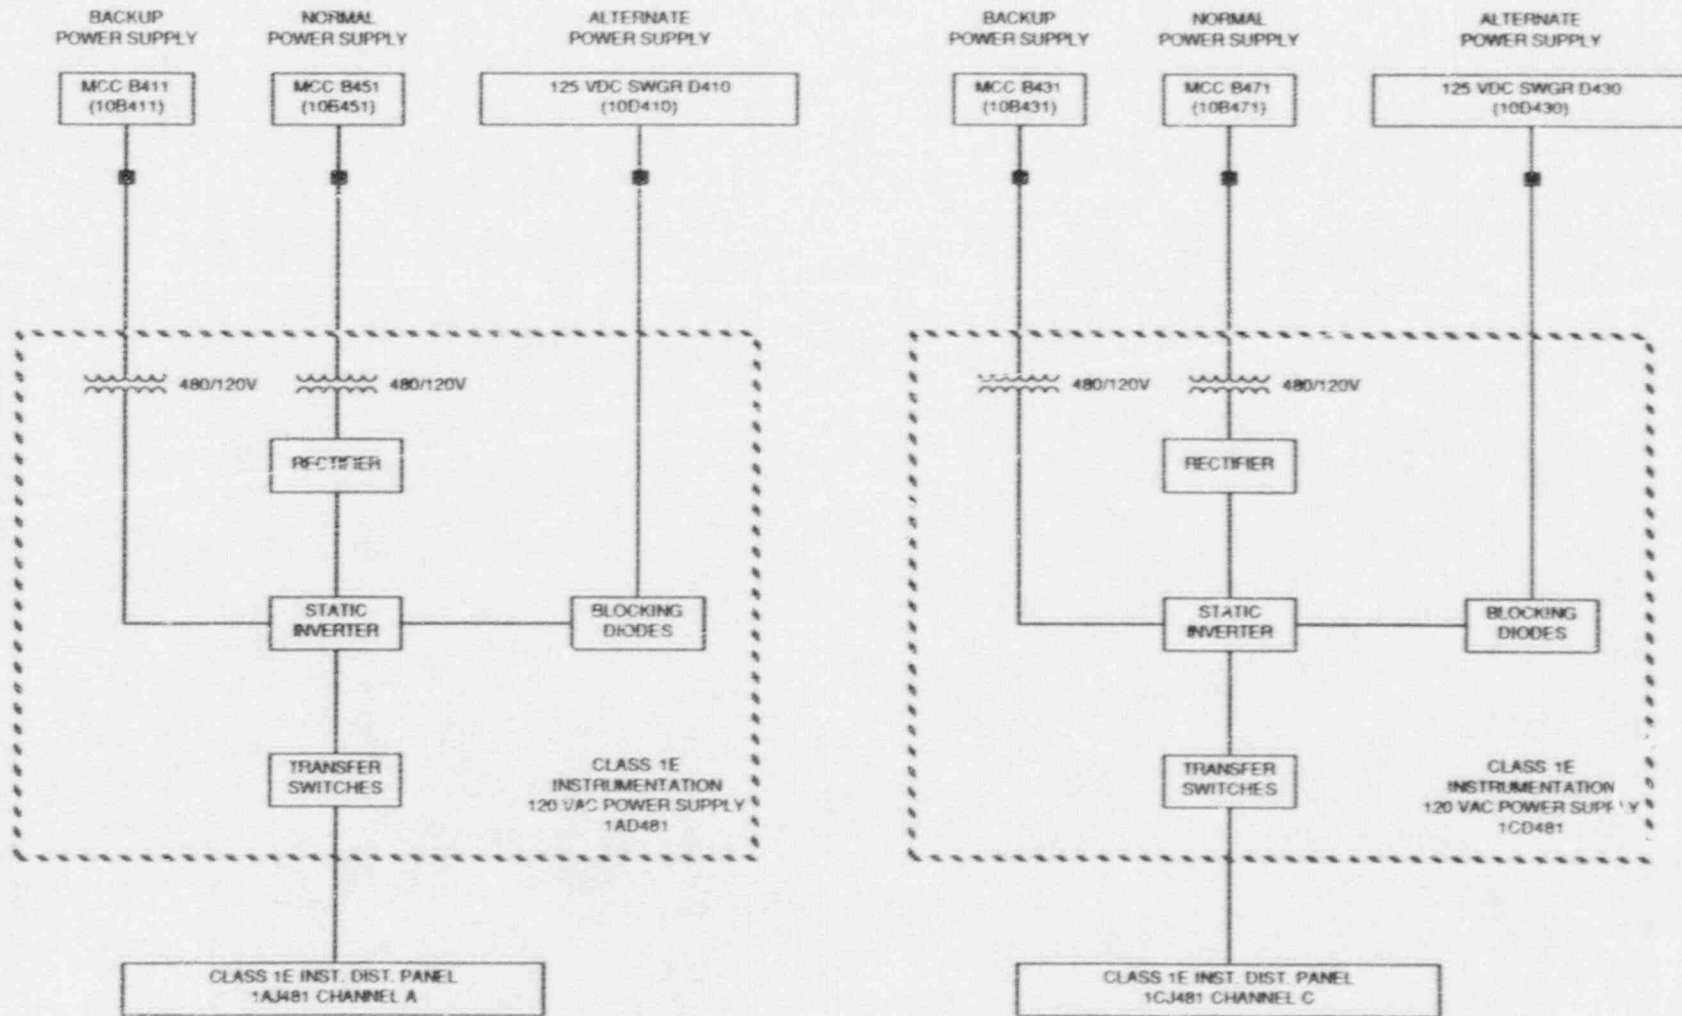 BACKUP
POWER SUPPLY
NORMAL
POWER SUPPLY
ALTERNATE
POWER SUPPLY
MCC B411
(10B411)
MCC B451
(10B451)
125 VDC SWGR D410
(10D410)
480/120V
480/120V
RECTIFIER
STATIC
INVERTER
BLOCKING
DIODES
TRANSFER
SWITCHES
CLASS 1E
INSTRUMENTATION
120 VAC POWER SUPPLY
1AD481
CLASS 1E INST. DIST. PANEL
1AJ481 CHANNEL A
BACKUP
POWER SUPPLY
NORMAL
POWER SUPPLY
ALTERNATE
POWER SUPPLY
MCC B431
(10B431)
MCC B471
(10B471)
125 VDC SWGR D430
(10D430)
480/120V
480/120V
RECTIFIER
STATIC
INVERTER
BLOCKING
DIODES
TRANSFER
SWITCHES
CLASS 1E
INSTRUMENTATION
120 VAC POWER SUPPLY
1CD481
CLASS 1E INST. DIST. PANEL
1CJ481 CHANNEL C